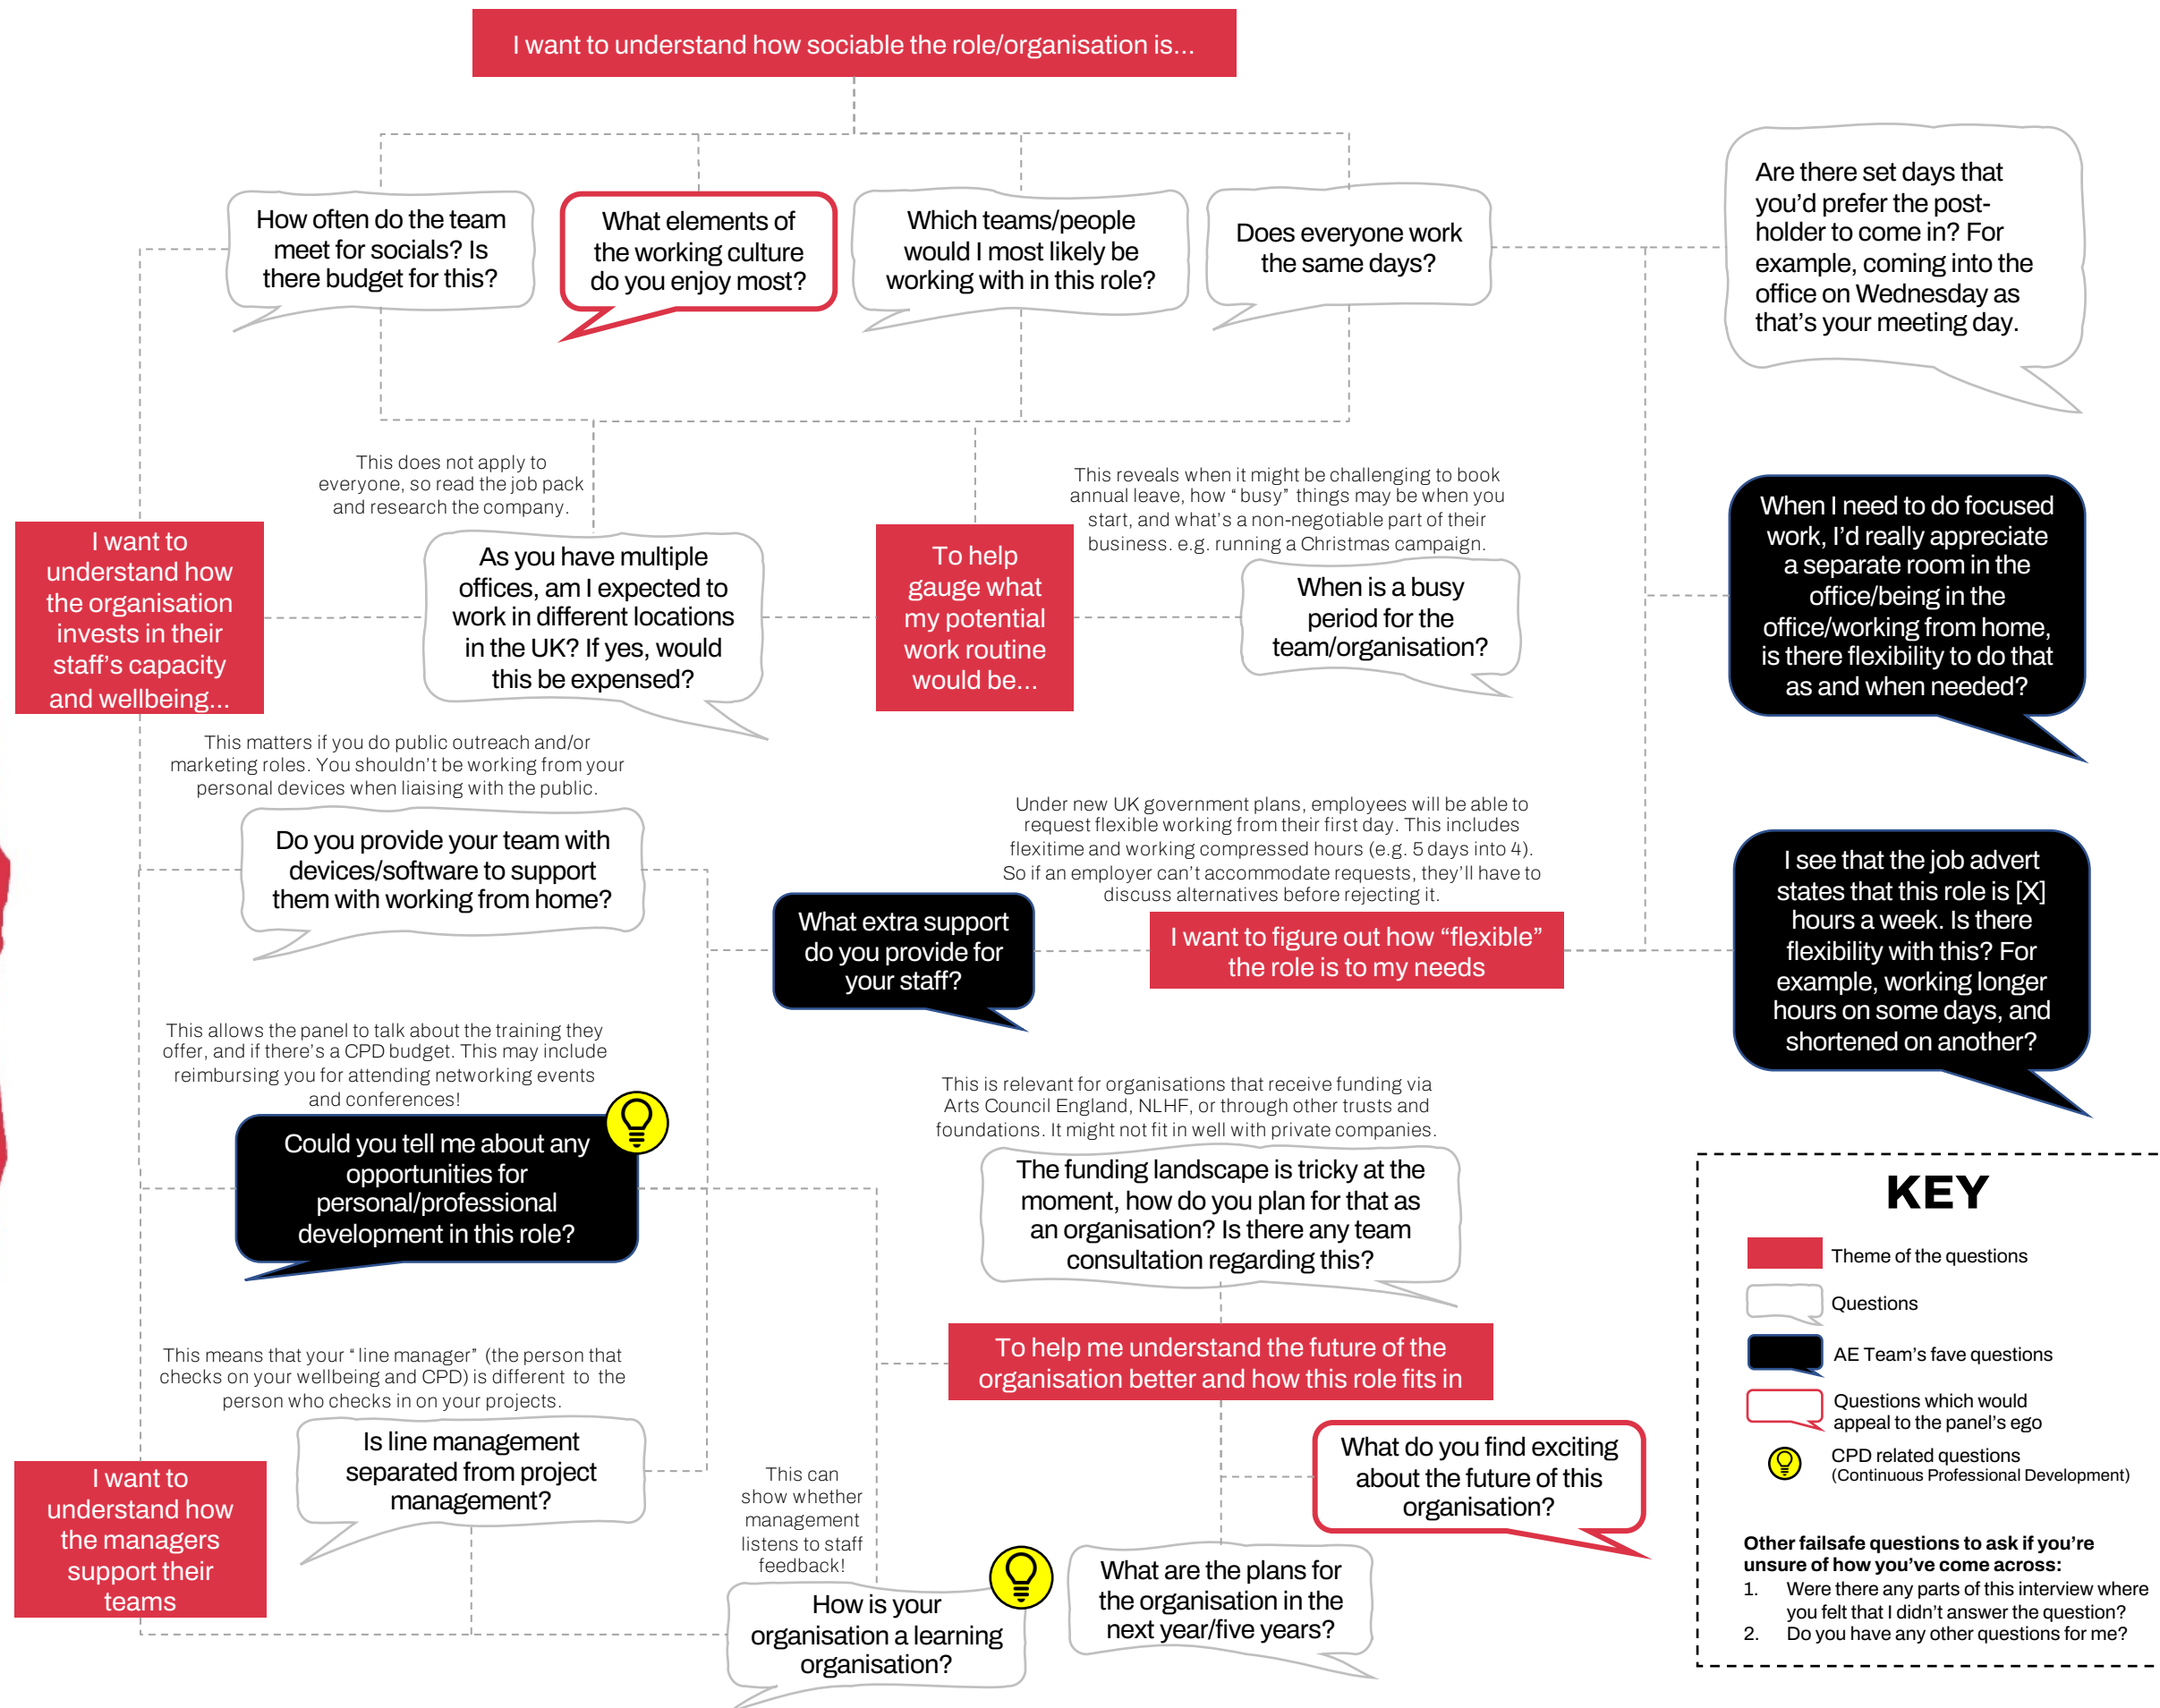 I want to understand how sociable the role/organisation is...
How often do the team
meet for socials? Is
there budget for this?
What elements of
the working culture
do you enjoy most?
Which teams/people
would I most likely be
working with in this role?
Does everyone work
the same days?
Are there set days that
you'd prefer the post-
holder to come in? For
example, coming into the
office on Wednesday as
that's your meeting day.
This does not apply to
everyone, so read the job pack
and research the company.
This reveals when it might be challenging to book
annual leave, how "busy" things may be when you
start, and what's a non-negotiable part of their
business. e.g. running a Christmas campaign.
I want to
understand how
the organisation
invests in their
staff's capacity
and wellbeing...
As you have multiple
offices, am I expected to
work in different locations
in the UK? If yes, would
this be expensed?
To help
gauge what
my potential
work routine
would be...
When is a busy
period for the
team/organisation?
When I need to do focused
work, I'd really appreciate
a separate room in the
office/being in the
office/working from home,
is there flexibility to do that
as and when needed?
This matters if you do public outreach and/or
marketing roles. You shouldn't be working from your
personal devices when liaising with the public.
Do you provide your team with
devices/software to support
them with working from home?
Under new UK government plans, employees will be able to
request flexible working from their first day. This includes
flexitime and working compressed hours (e.g. 5 days into 4).
So if an employer can't accommodate requests, they'll have to
discuss alternatives before rejecting it.
What extra support
do you provide for
your staff?
I want to figure out how "flexible"
the role is to my needs
I see that the job advert
states that this role is [X]
hours a week. Is there
flexibility with this? For
example, working longer
hours on some days, and
shortened on another?
This allows the panel to talk about the training they
offer, and if there's a CPD budget. This may include
reimbursing you for attending networking events
and conferences!
Could you tell me about any
opportunities for
personal/professional
development in this role?
This is relevant for organisations that receive funding via
Arts Council England, NLHF, or through other trusts and
foundations. It might not fit in well with private companies.
The funding landscape is tricky at the
moment, how do you plan for that as
an organisation? Is there any team
consultation regarding this?
To help me understand the future of the
organisation better and how this role fits in
This means that your "line manager" (the person that
checks on your wellbeing and CPD) is different to the
person who checks in on your projects.
Is line management
separated from project
management?
I want to
understand how
the managers
support their
teams
This can
show whether
management
listens to staff
feedback!
How is your
organisation a learning
organisation?
What do you find exciting
about the future of this
organisation?
What are the plans for
the organisation in the
next year/five years?
KEY
Theme of the questions
Questions
AE Team's fave questions
Questions which would
appeal to the panel's ego
CPD related questions
(Continuous Professional Development)
Other failsafe questions to ask if you're
unsure of how you've come across:
1. Were there any parts of this interview where
you felt that I didn't answer the question?
2. Do you have any other questions for me?